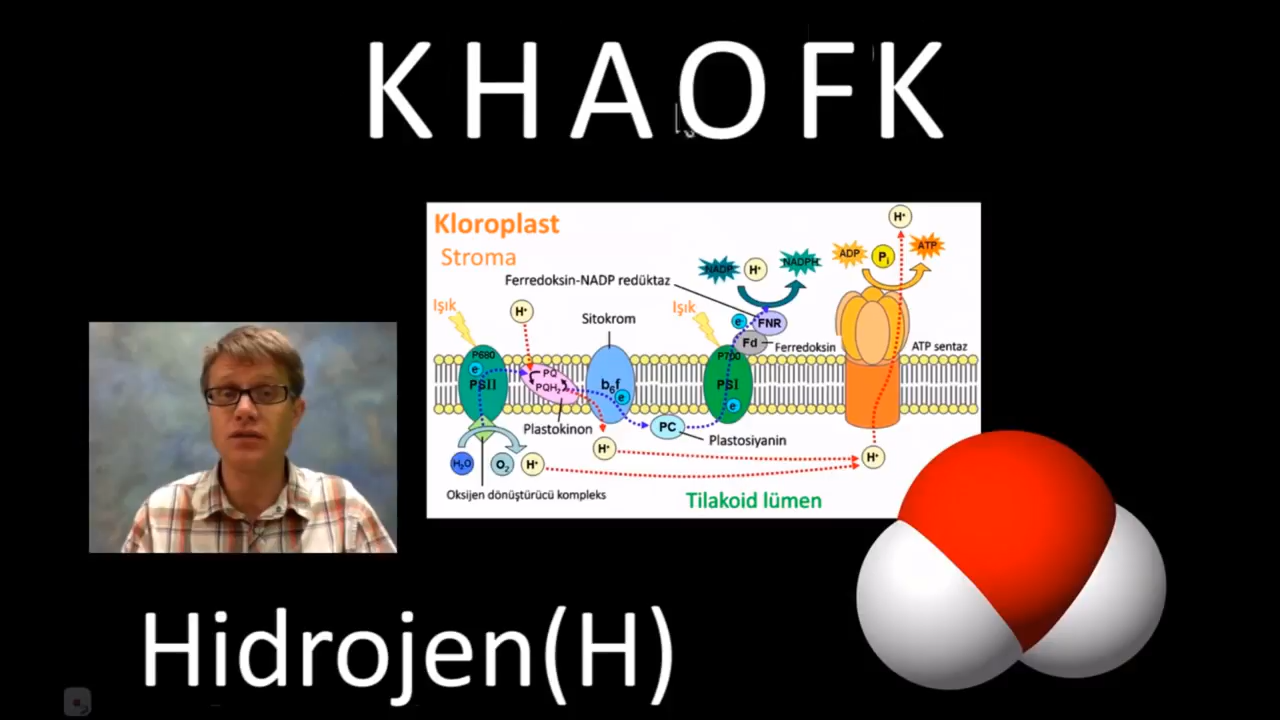 K H A O F K
Kloroplast
Stroma
Ferredoksin-NADP redüktaz
NADP H⁺ NADPH
ADP Pi ATP
H⁺
Işık
H⁺
Sitokrom
Işık
e
FNR
Fd
Ferredoksin
ATP sentaz
P680
e
PSII
PQ
PQH₂
b₆f
e
P700
PSI
e
Plastokinon
PC
Plastosiyanin
H₂O O₂ H⁺
H⁺
H⁺
Oksijen dönüştürücü kompleks
Tilakoid lümen
Hidrojen(H)